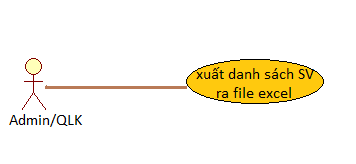 xuất danh sách SV
ra file excel
Admin/QLK